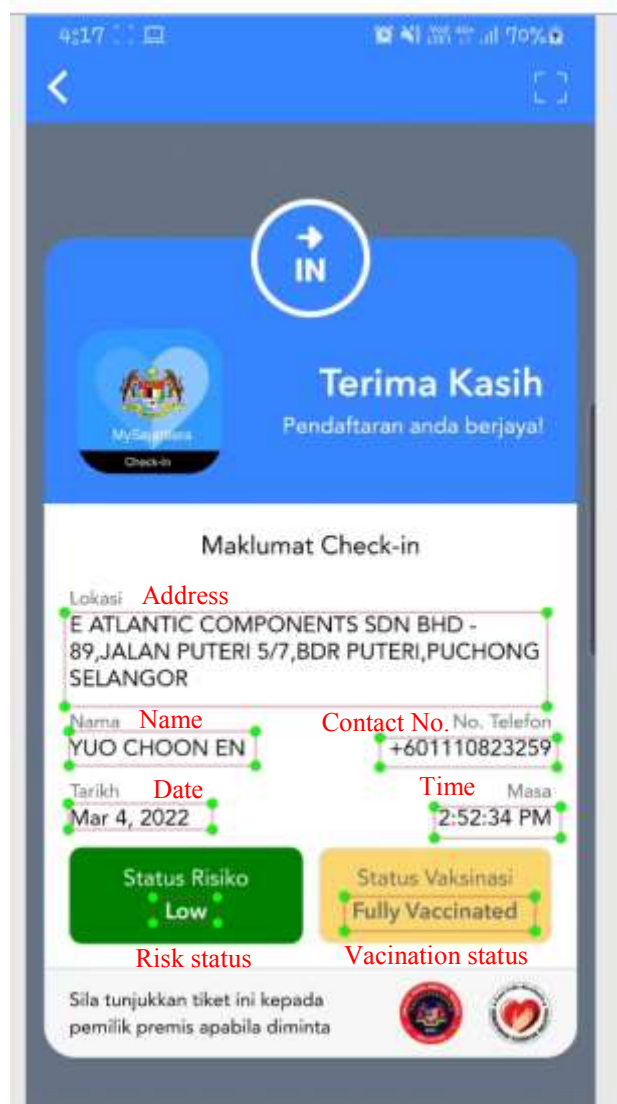 4:17
70%
IN
Terima Kasih
Pendaftaran anda berjaya!
MySejahtera
Check-in
Maklumat Check-in
Lokasi Address
E ATLANTIC COMPONENTS SDN BHD -
89,JALAN PUTERI 5/7,BDR PUTERI,PUCHONG
SELANGOR
Nama Name Contact No. No. Telefon
YUO CHOON EN +601110823259
Tarikh Date Time Masa
Mar 4, 2022 2:52:34 PM
Status Risiko Status Vaksinasi
Low Fully Vaccinated
Risk status Vacination status
Sila tunjukkan tiket ini kepada
pemilik premis apabila diminta